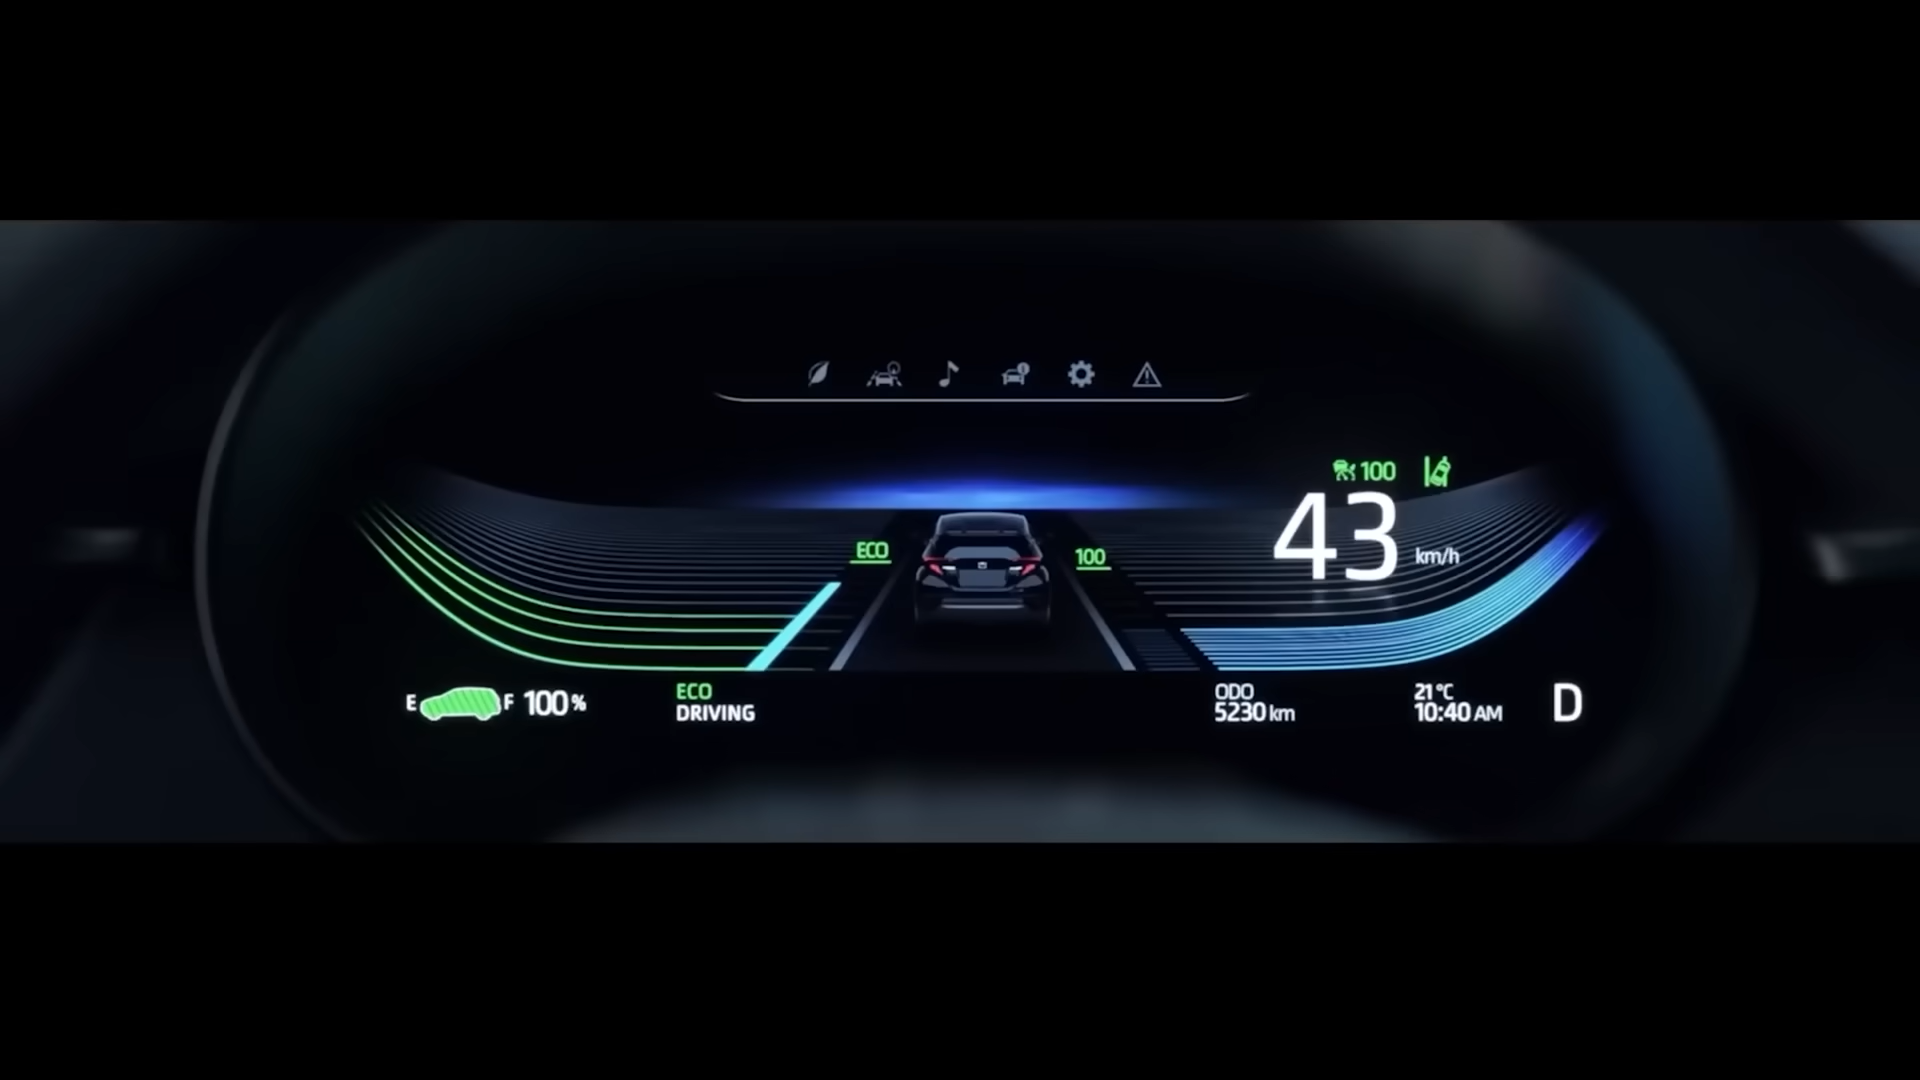 100
43 km/h
ECO
100
E F 100%
ECO
DRIVING
ODO
5230 km
21°C
10:40 AM
D